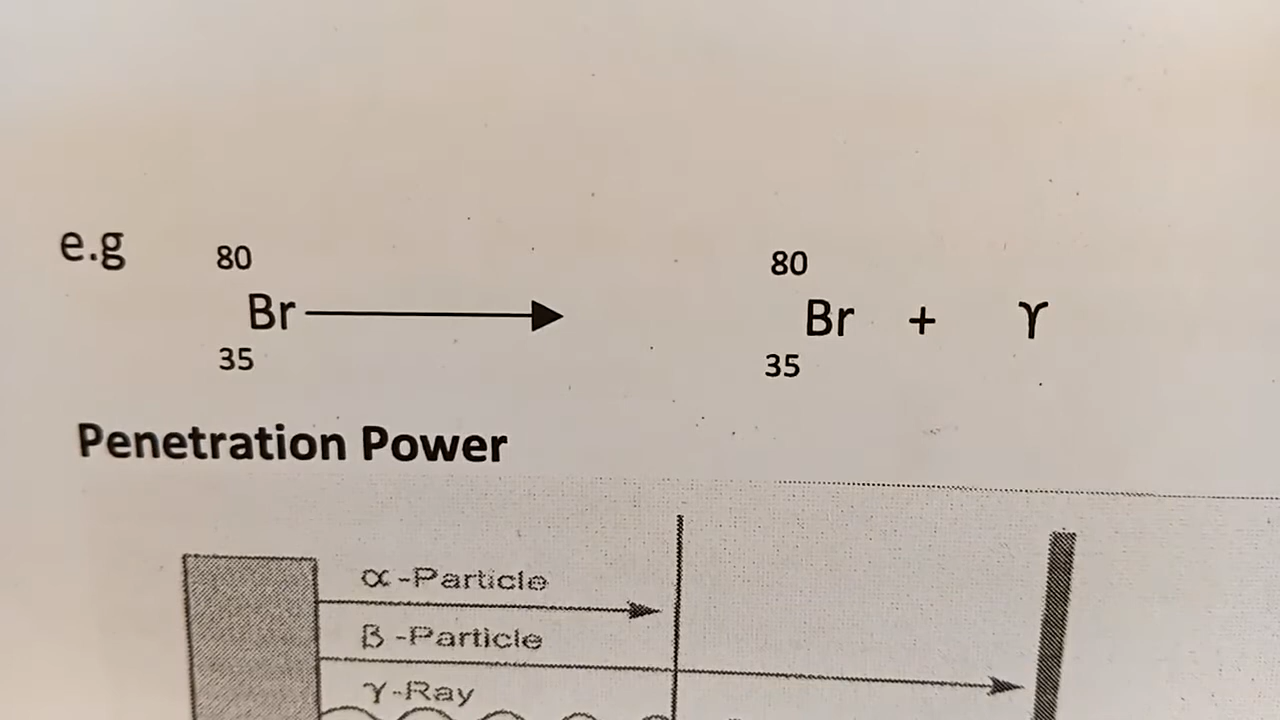 e.g
80 80
Br Br + ϒ
35 35
Penetration Power
α -Particle
β -Particle
γ-Ray